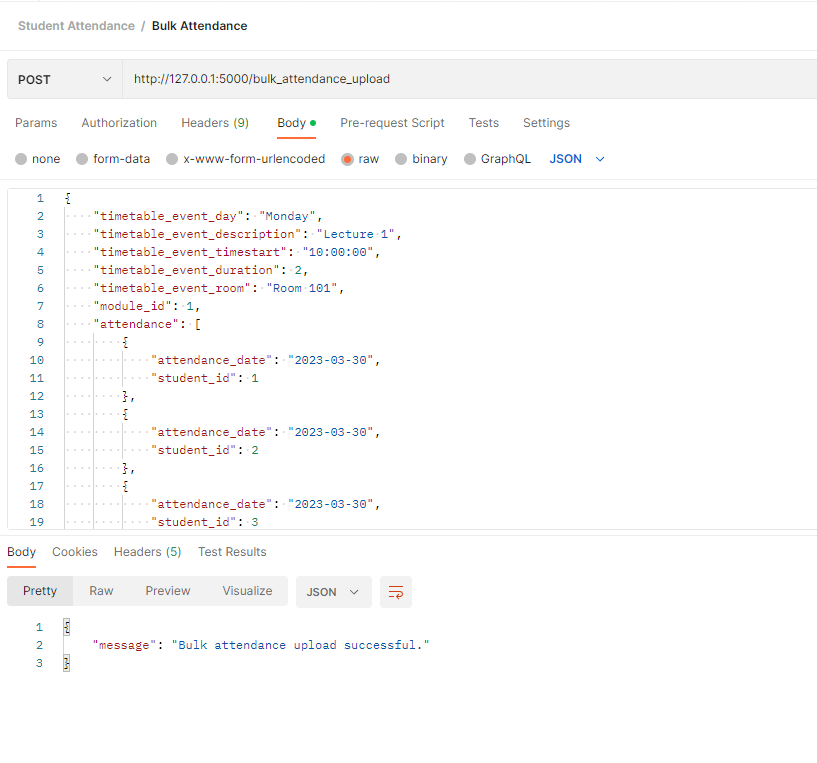 Student Attendance / Bulk Attendance
POST http://127.0.0.1:5000/bulk_attendance_upload
Params Authorization Headers (9) Body Pre-request Script Tests Settings
none form-data x-www-form-urlencoded raw binary GraphQL JSON
1 {
2 "timetable_event_day": "Monday",
3 "timetable_event_description": "Lecture 1",
4 "timetable_event_timestart": "10:00:00",
5 "timetable_event_duration": 2,
6 "timetable_event_room": "Room 101",
7 "module_id": 1,
8 "attendance": [
9 {
10 "attendance_date": "2023-03-30",
11 "student_id": 1
12 },
13 {
14 "attendance_date": "2023-03-30",
15 "student_id": 2
16 },
17 {
18 "attendance_date": "2023-03-30",
19 "student_id": 3
Body Cookies Headers (5) Test Results
Pretty Raw Preview Visualize JSON
1 {
2 "message": "Bulk attendance upload successful."
3 }